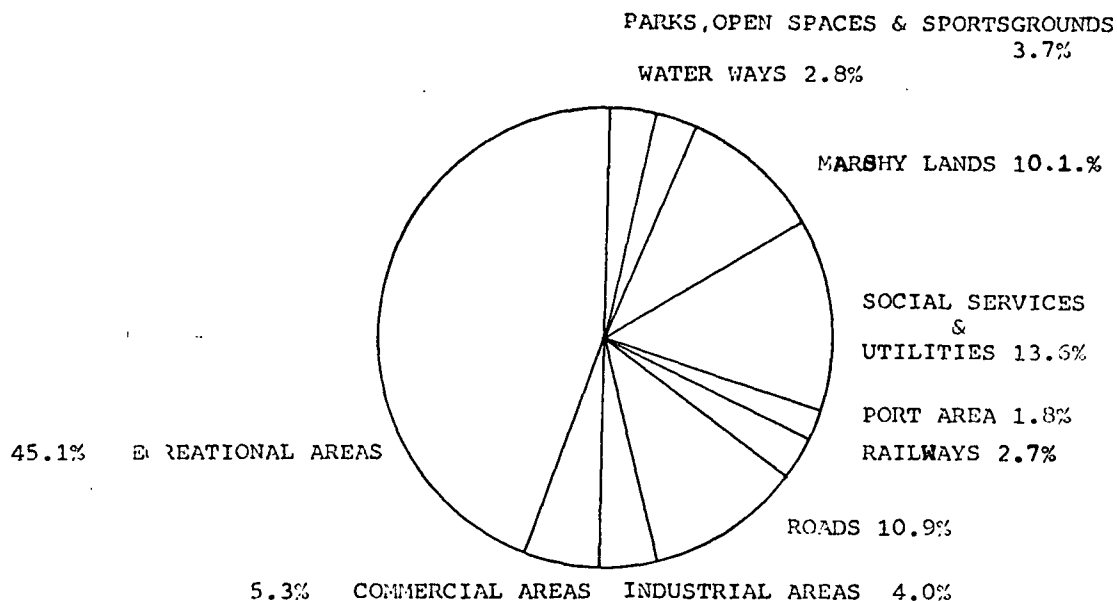 PARKS,OPEN SPACES & SPORTSGROUNDS
3.7%
WATER WAYS 2.8%
MARSHY LANDS 10.1.%
SOCIAL SERVICES
&
UTILITIES 13.6%
PORT AREA 1.8%
RAILWAYS 2.7%
45.1% AREAS
ROADS 10.9%
5.3% COMMERCIAL AREAS INDUSTRIAL AREAS 4.0%